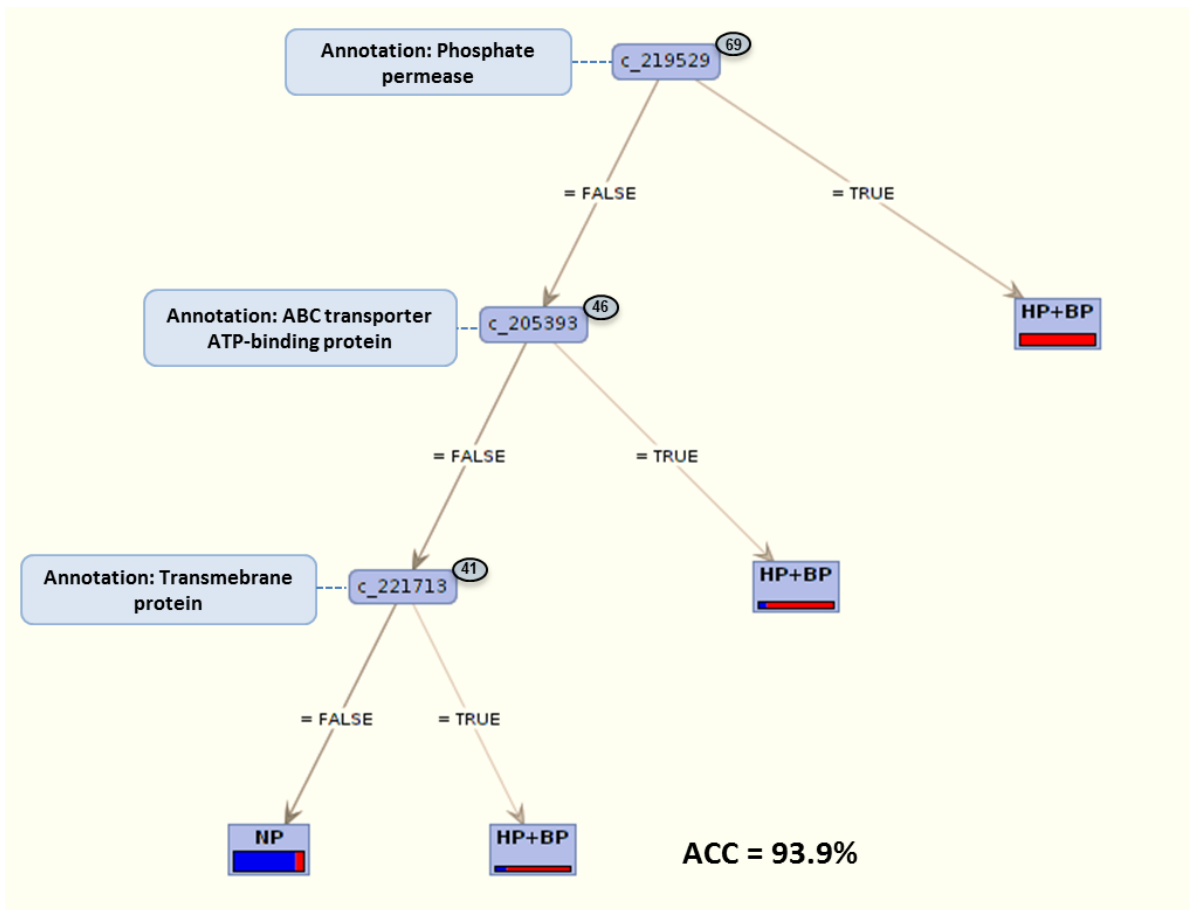 Annotation: Phosphate
permease
c_219529
69
= FALSE
= TRUE
HP+BP
Annotation: ABC transporter
ATP-binding protein
c_205393
46
= FALSE
= TRUE
HP+BP
Annotation: Transmebrane
protein
c_221713
41
= FALSE
= TRUE
NP
HP+BP
ACC = 93.9%